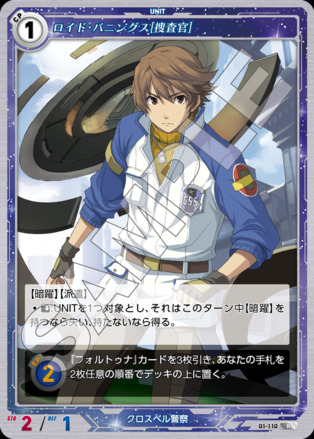 CP
UNIT
1
ロイド・バニングス[捜査官]
SSS
【暗躍】【派遣】
UNITを1つ対象とし、それはこのターン中【暗躍】を
持つなら失い、持たないなら得る。
2
『フォルトゥナ』カードを3枚引き、あなたの手札を
2枚任意の順番でデッキの上に置く。
2 / 1
クロスベル警察
01-110